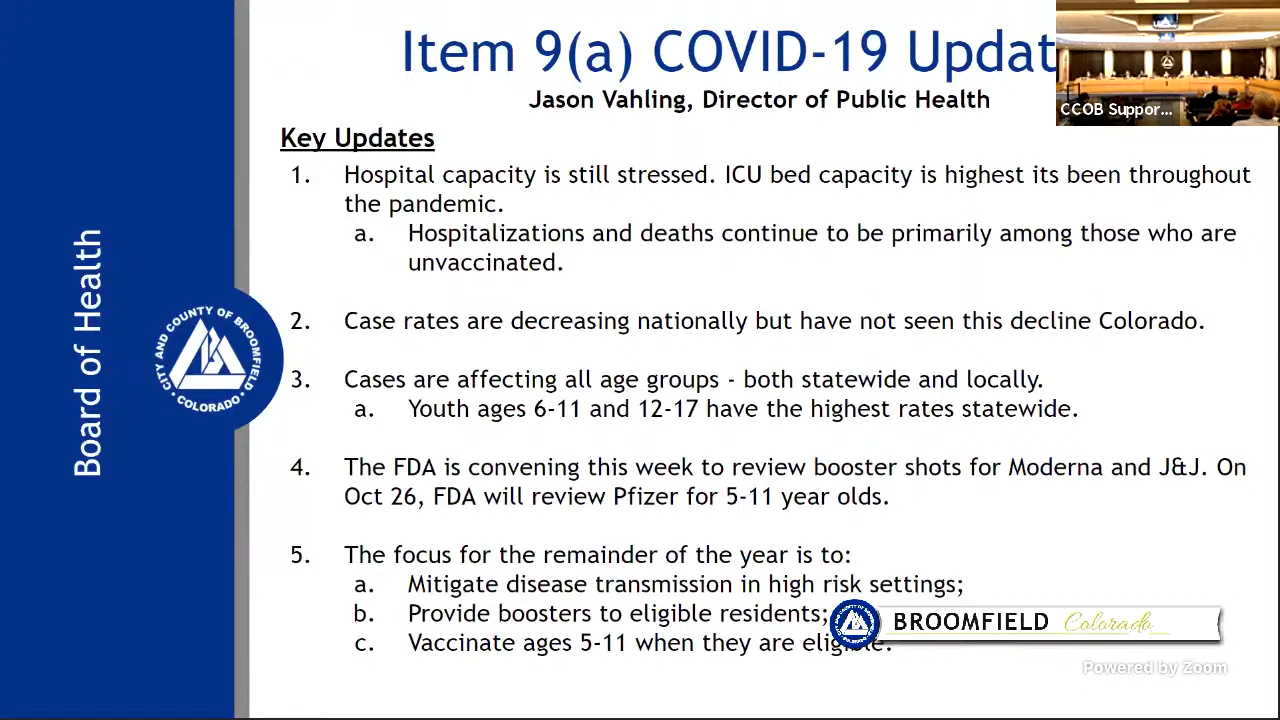 Item 9(a) COVID-19 Updat
Jason Vahling, Director of Public Health
CCOB Suppor...
Key Updates
1. Hospital capacity is still stressed. ICU bed capacity is highest its been throughout
the pandemic.
a. Hospitalizations and deaths continue to be primarily among those who are
unvaccinated.
2. Case rates are decreasing nationally but have not seen this decline Colorado.
3. Cases are affecting all age groups - both statewide and locally.
a. Youth ages 6-11 and 12-17 have the highest rates statewide.
4. The FDA is convening this week to review booster shots for Moderna and J&J. On
Oct 26, FDA will review Pfizer for 5-11 year olds.
5. The focus for the remainder of the year is to:
a. Mitigate disease transmission in high risk settings;
b. Provide boosters to eligible residents;
c. Vaccinate ages 5-11 when they are eligible.
Board of Health
CITY AND COUNTY OF BROOMFIELD
COLORADO
BROOMFIELD Colorado
Powered by Zoom